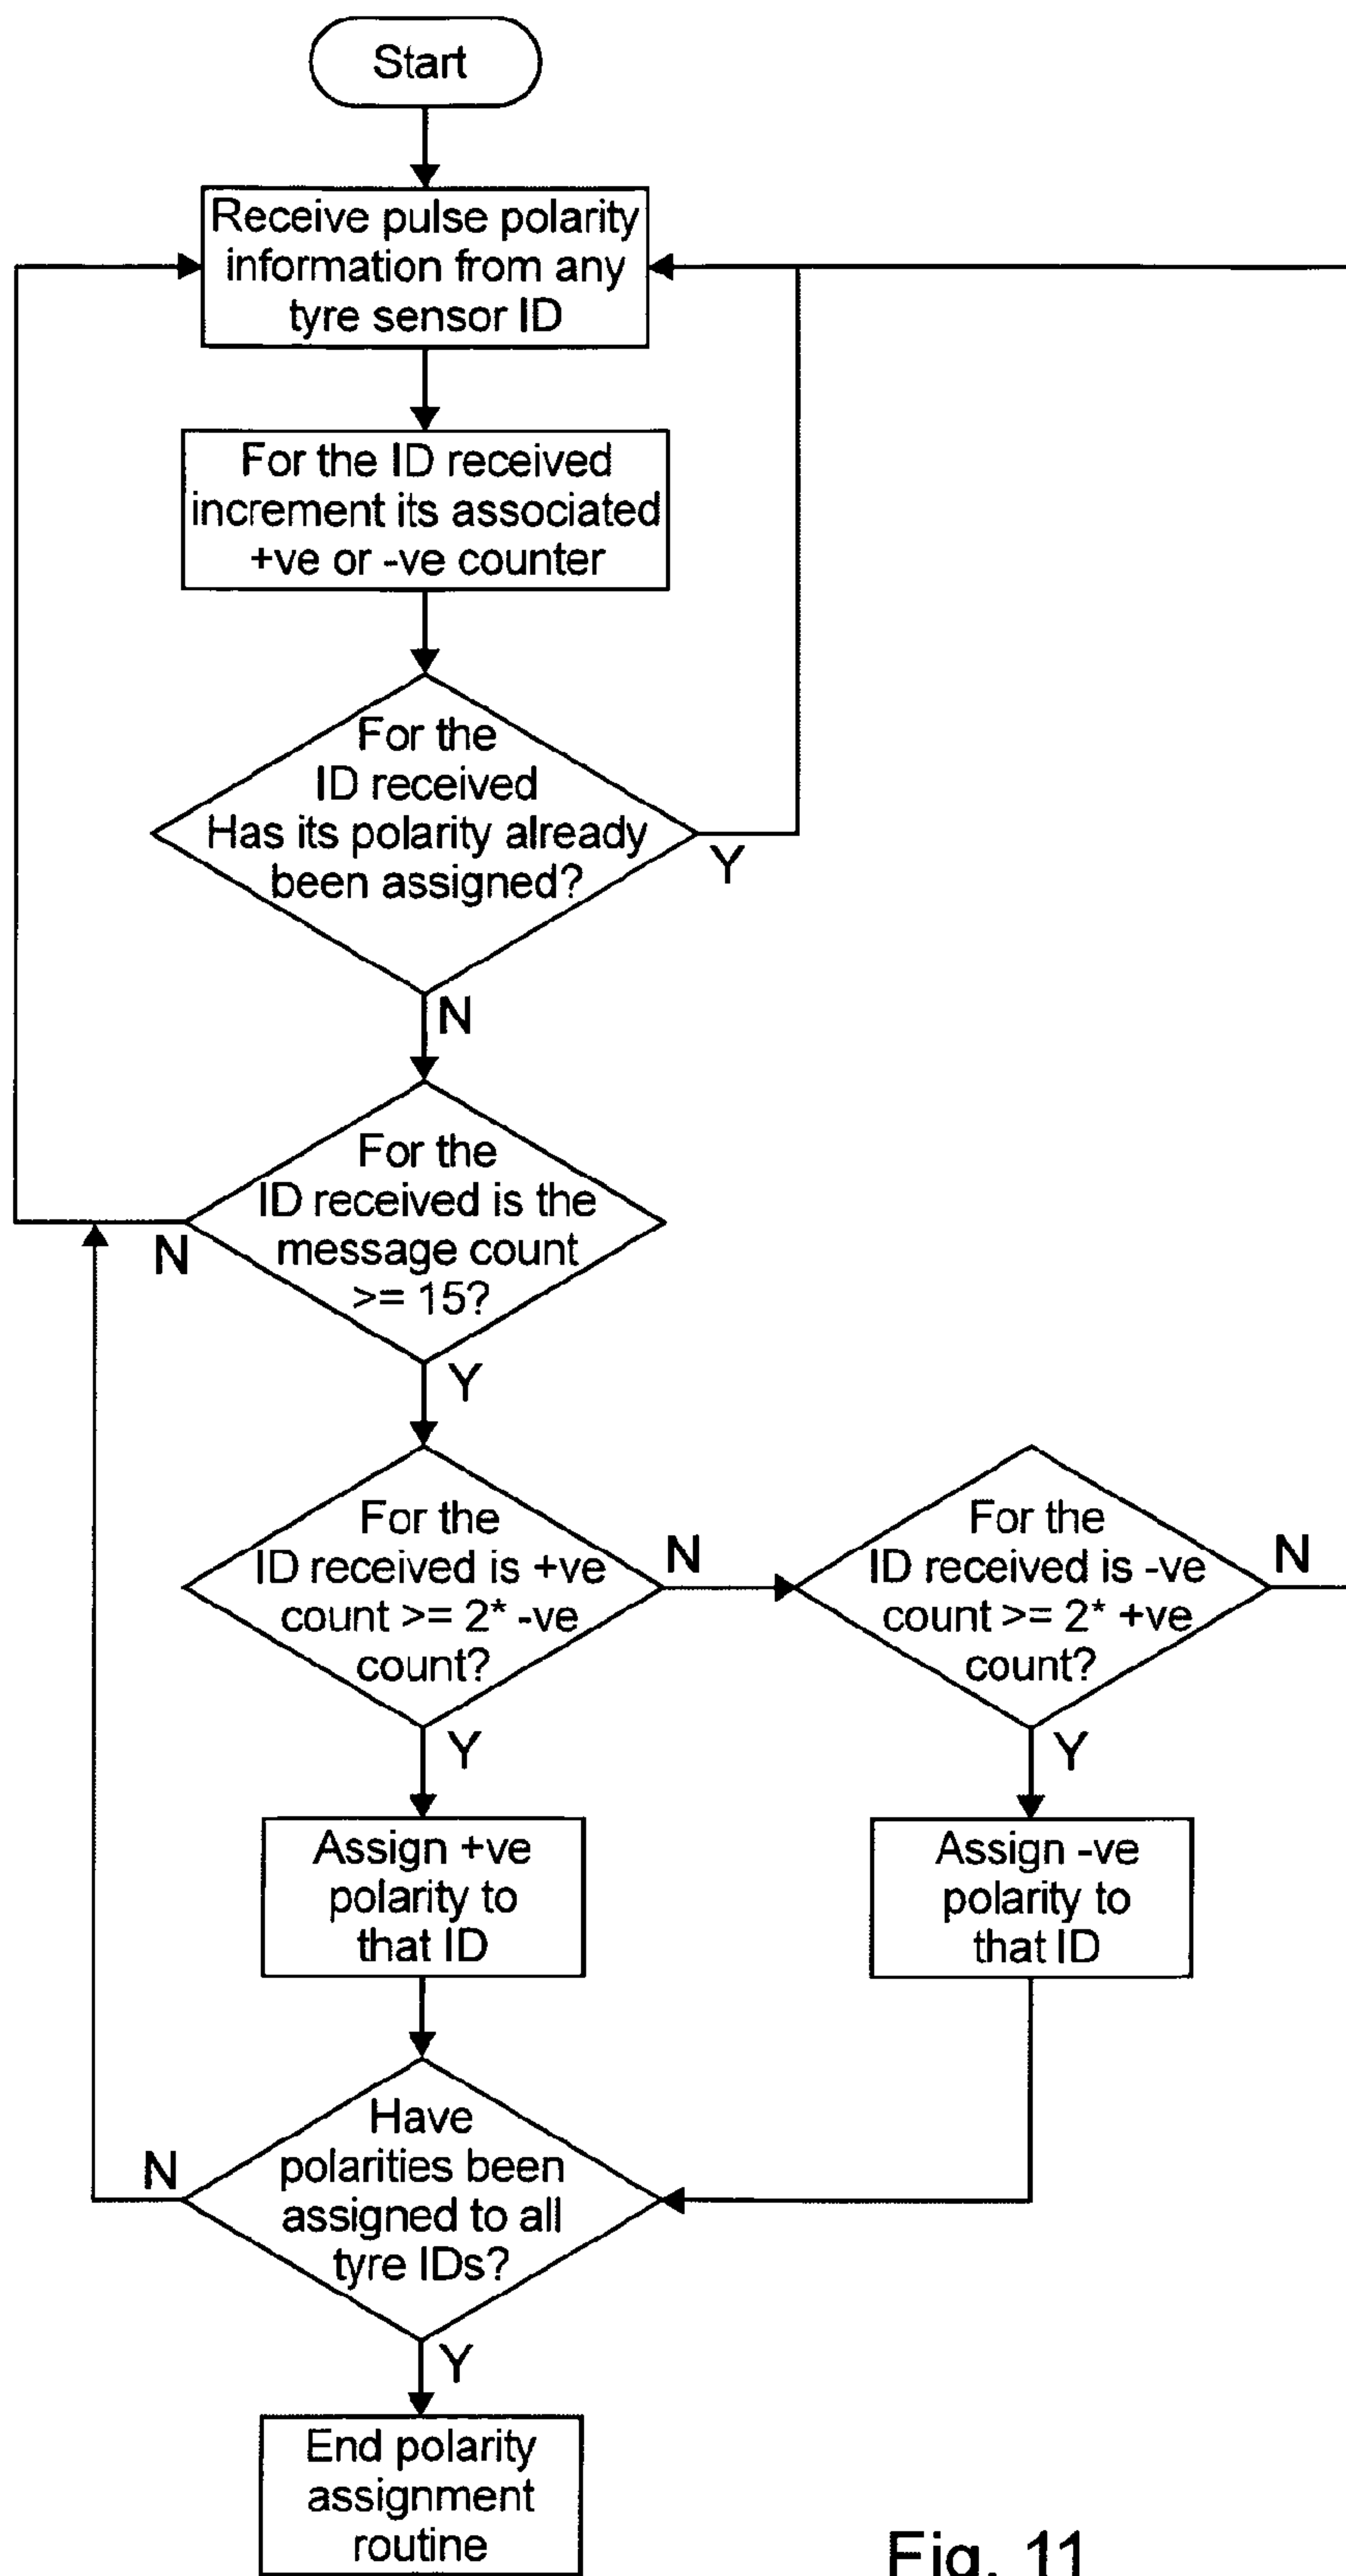 Start
Receive pulse polarity
information from any
tyre sensor ID
For the ID received
increment its associated
+ve or -ve counter
For the
ID received
Has its polarity already
been assigned?
Y
N
For the
ID received is the
message count
>= 15?
N
Y
For the
ID received is +ve
count >= 2* -ve
count?
N
For the
ID received is -ve
count >= 2* +ve
count?
N
Y
Y
Assign +ve
polarity to
that ID
Assign -ve
polarity to
that ID
Have
polarities been
assigned to all
tyre IDs?
N
Y
End polarity
assignment
routine
Fig. 11